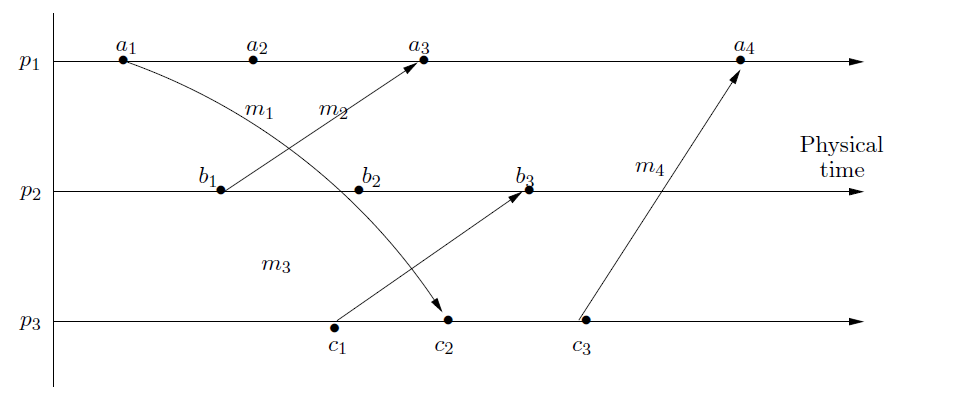 a₁ a₂ a₃ a₄
p₁
m₁ m₂
Physical
time
m₄
b₁ b₂ b₃
p₂
m₃
p₃
c₁ c₂ c₃